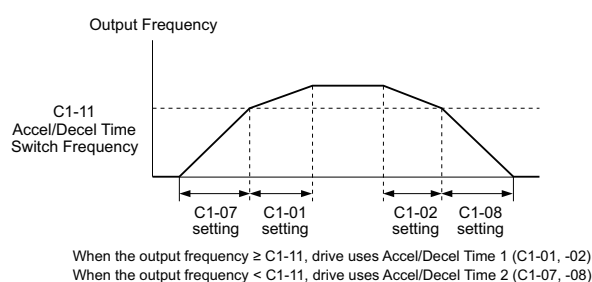 Output Frequency
C1-11
Accel/Decel Time
Switch Frequency
C1-07
setting
C1-01
setting
C1-02
setting
C1-08
setting
When the output frequency ≥ C1-11, drive uses Accel/Decel Time 1 (C1-01, -02)
When the output frequency < C1-11, drive uses Accel/Decel Time 2 (C1-07, -08)